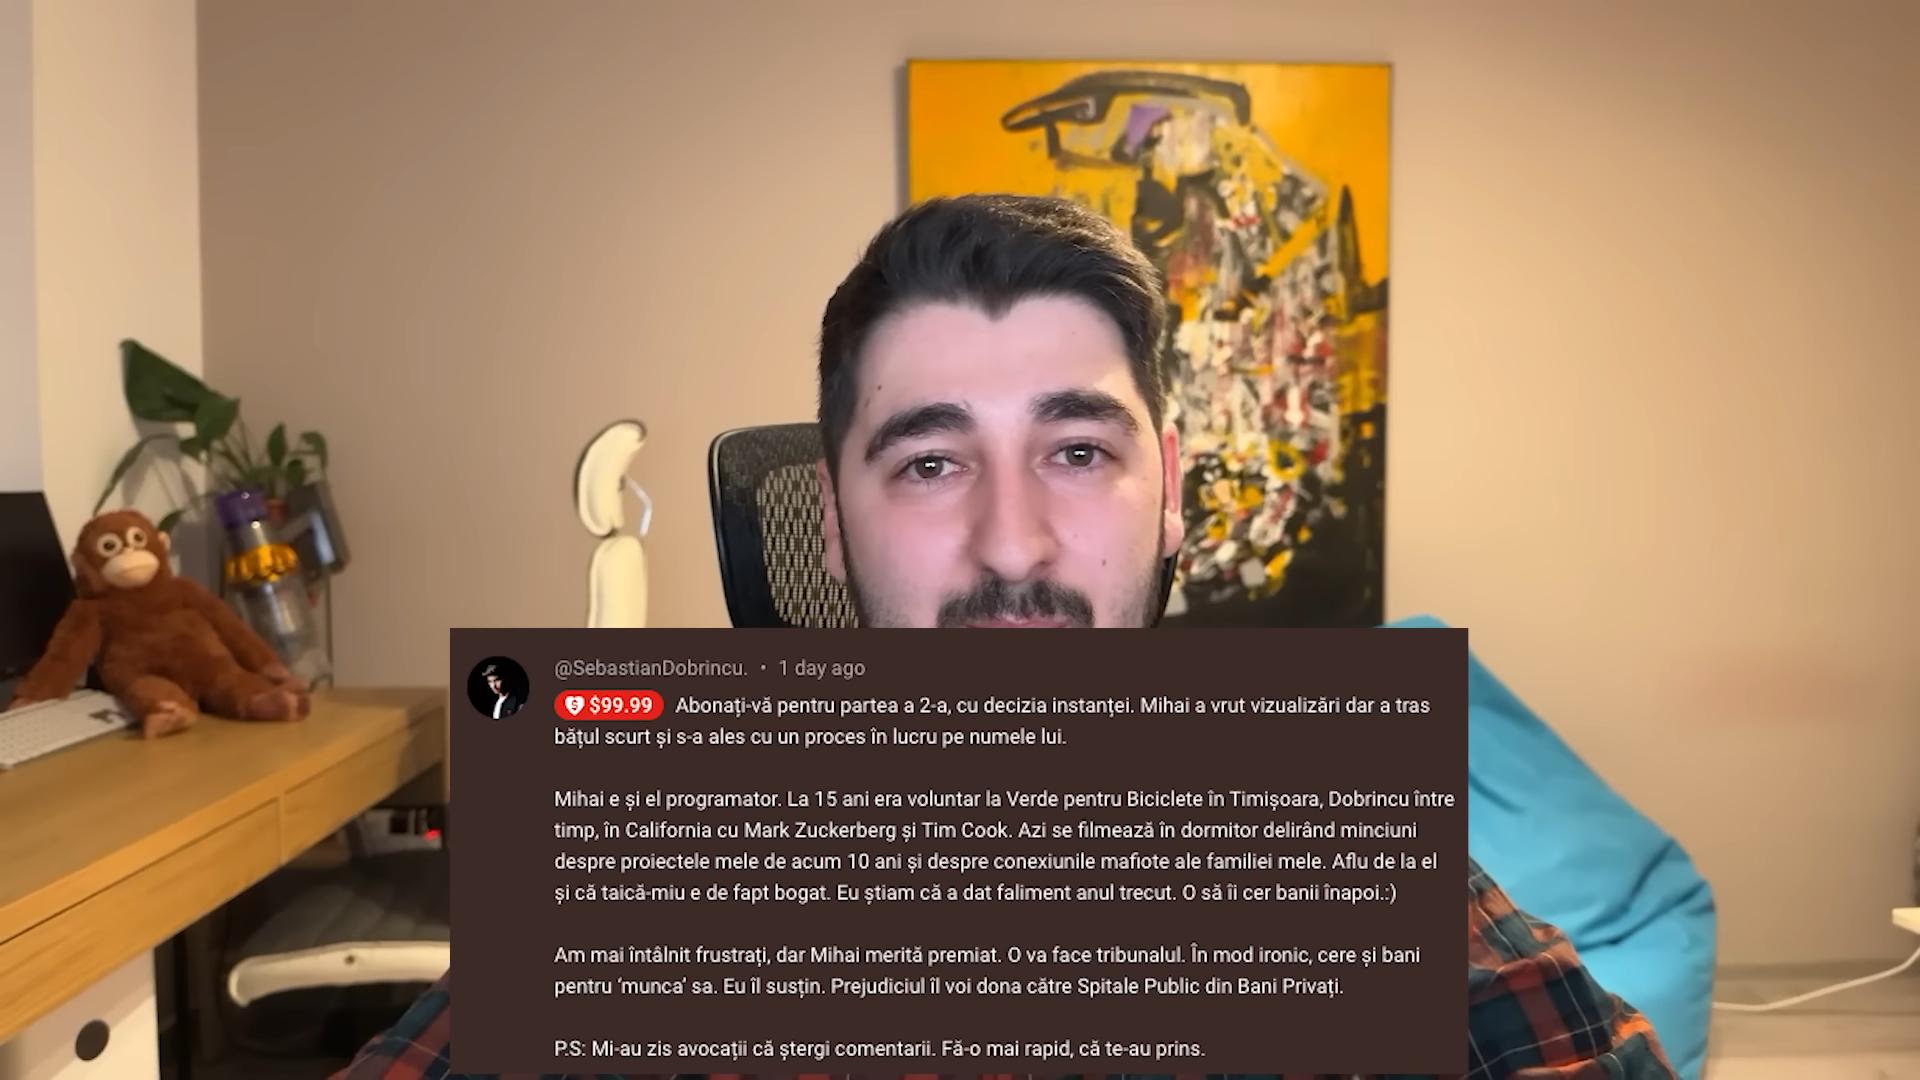 @SebastianDobrincu. • 1 day ago
$99.99 Abonați-vă pentru partea a 2-a, cu decizia instanței. Mihai a vrut vizualizări dar a tras
bățul scurt și s-a ales cu un proces în lucru pe numele lui.
Mihai e și el programator. La 15 ani era voluntar la Verde pentru Biciclete în Timișoara, Dobrincu între
timp, în California cu Mark Zuckerberg și Tim Cook. Azi se filmează în dormitor delirând minciuni
despre proiectele mele de acum 10 ani și despre conexiunile mafiote ale familiei mele. Aflu de la el
și că taică-miu e de fapt bogat. Eu știam că a dat faliment anul trecut. O să îi cer banii înapoi.:)
Am mai întâlnit frustrați, dar Mihai merită premiat. O va face tribunalul. În mod ironic, cere și bani
pentru ‘munca’ sa. Eu îl susțin. Prejudiciul îl voi dona către Spitale Public din Bani Privați.
P.S: Mi-au zis avocații că ștergi comentarii. Fă-o mai rapid, că te-au prins.